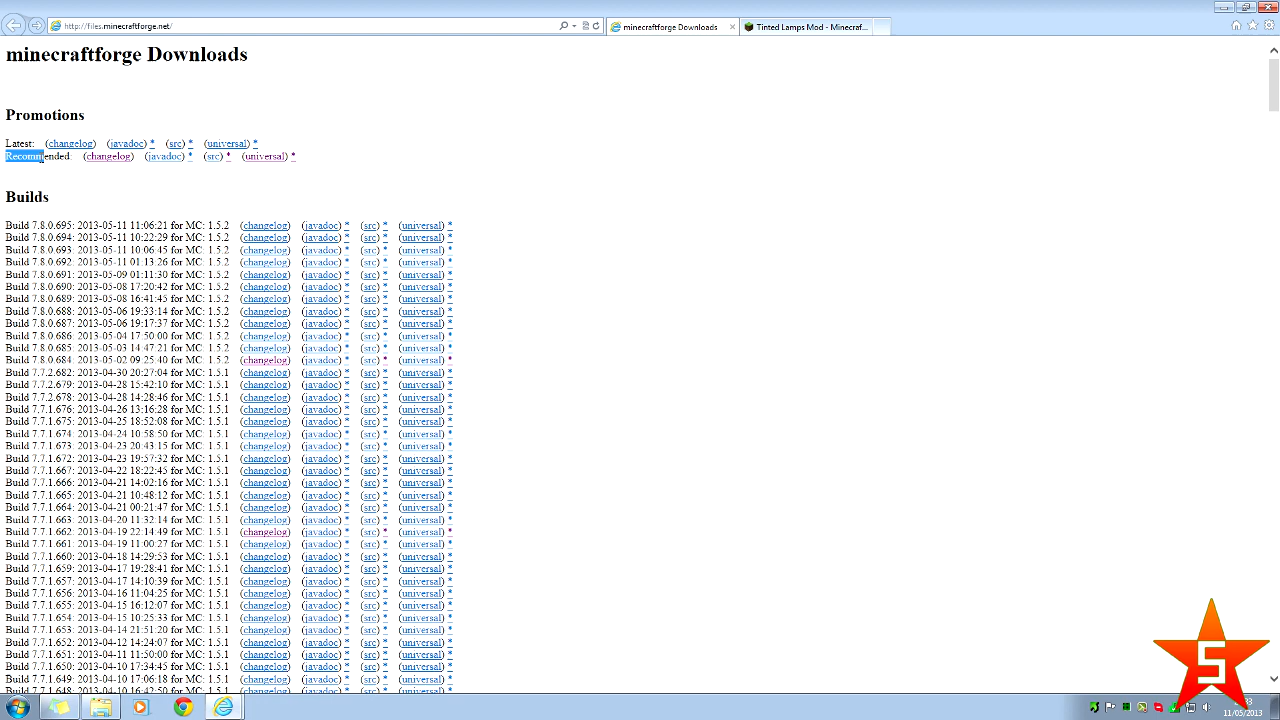 http://files.minecraftforge.net/
minecraftforge Downloads
Tinted Lamps Mod - Minecraf...
minecraftforge Downloads
Promotions
Latest: (changelog) (javadoc) * (src) * (universal) *
Recommended: (changelog) (javadoc) * (src) * (universal) *
Builds
Build 7.8.0.695: 2013-05-11 11:06:21 for MC: 1.5.2 (changelog) (javadoc) * (src) * (universal) *
Build 7.8.0.694: 2013-05-11 10:22:29 for MC: 1.5.2 (changelog) (javadoc) * (src) * (universal) *
Build 7.8.0.693: 2013-05-11 10:06:45 for MC: 1.5.2 (changelog) (javadoc) * (src) * (universal) *
Build 7.8.0.692: 2013-05-11 01:13:26 for MC: 1.5.2 (changelog) (javadoc) * (src) * (universal) *
Build 7.8.0.691: 2013-05-09 01:11:30 for MC: 1.5.2 (changelog) (javadoc) * (src) * (universal) *
Build 7.8.0.690: 2013-05-08 17:20:42 for MC: 1.5.2 (changelog) (javadoc) * (src) * (universal) *
Build 7.8.0.689: 2013-05-08 16:41:45 for MC: 1.5.2 (changelog) (javadoc) * (src) * (universal) *
Build 7.8.0.688: 2013-05-06 19:33:14 for MC: 1.5.2 (changelog) (javadoc) * (src) * (universal) *
Build 7.8.0.687: 2013-05-06 19:17:37 for MC: 1.5.2 (changelog) (javadoc) * (src) * (universal) *
Build 7.8.0.686: 2013-05-04 17:50:00 for MC: 1.5.2 (changelog) (javadoc) * (src) * (universal) *
Build 7.8.0.685: 2013-05-03 14:47:21 for MC: 1.5.2 (changelog) (javadoc) * (src) * (universal) *
Build 7.8.0.684: 2013-05-02 09:25:40 for MC: 1.5.2 (changelog) (javadoc) * (src) * (universal) *
Build 7.7.2.682: 2013-04-30 20:27:04 for MC: 1.5.1 (changelog) (javadoc) * (src) * (universal) *
Build 7.7.2.679: 2013-04-28 15:42:10 for MC: 1.5.1 (changelog) (javadoc) * (src) * (universal) *
Build 7.7.2.678: 2013-04-28 14:28:46 for MC: 1.5.1 (changelog) (javadoc) * (src) * (universal) *
Build 7.7.1.676: 2013-04-26 13:16:28 for MC: 1.5.1 (changelog) (javadoc) * (src) * (universal) *
Build 7.7.1.675: 2013-04-25 18:52:08 for MC: 1.5.1 (changelog) (javadoc) * (src) * (universal) *
Build 7.7.1.674: 2013-04-24 10:58:50 for MC: 1.5.1 (changelog) (javadoc) * (src) * (universal) *
Build 7.7.1.673: 2013-04-23 20:43:15 for MC: 1.5.1 (changelog) (javadoc) * (src) * (universal) *
Build 7.7.1.672: 2013-04-23 19:57:32 for MC: 1.5.1 (changelog) (javadoc) * (src) * (universal) *
Build 7.7.1.667: 2013-04-22 18:22:45 for MC: 1.5.1 (changelog) (javadoc) * (src) * (universal) *
Build 7.7.1.666: 2013-04-21 14:02:16 for MC: 1.5.1 (changelog) (javadoc) * (src) * (universal) *
Build 7.7.1.665: 2013-04-21 10:48:12 for MC: 1.5.1 (changelog) (javadoc) * (src) * (universal) *
Build 7.7.1.664: 2013-04-21 00:21:47 for MC: 1.5.1 (changelog) (javadoc) * (src) * (universal) *
Build 7.7.1.663: 2013-04-20 11:32:14 for MC: 1.5.1 (changelog) (javadoc) * (src) * (universal) *
Build 7.7.1.662: 2013-04-19 22:14:49 for MC: 1.5.1 (changelog) (javadoc) * (src) * (universal) *
Build 7.7.1.661: 2013-04-19 11:00:27 for MC: 1.5.1 (changelog) (javadoc) * (src) * (universal) *
Build 7.7.1.660: 2013-04-18 14:29:53 for MC: 1.5.1 (changelog) (javadoc) * (src) * (universal) *
Build 7.7.1.659: 2013-04-17 19:28:41 for MC: 1.5.1 (changelog) (javadoc) * (src) * (universal) *
Build 7.7.1.657: 2013-04-17 14:10:39 for MC: 1.5.1 (changelog) (javadoc) * (src) * (universal) *
Build 7.7.1.656: 2013-04-16 11:04:25 for MC: 1.5.1 (changelog) (javadoc) * (src) * (universal) *
Build 7.7.1.655: 2013-04-15 16:12:07 for MC: 1.5.1 (changelog) (javadoc) * (src) * (universal) *
Build 7.7.1.654: 2013-04-15 10:25:33 for MC: 1.5.1 (changelog) (javadoc) * (src) * (universal) *
Build 7.7.1.653: 2013-04-14 21:51:20 for MC: 1.5.1 (changelog) (javadoc) * (src) * (universal) *
Build 7.7.1.652: 2013-04-12 14:24:07 for MC: 1.5.1 (changelog) (javadoc) * (src) * (universal) *
Build 7.7.1.651: 2013-04-11 11:30:00 for MC: 1.5.1 (changelog) (javadoc) * (src) * (universal) *
Build 7.7.1.650: 2013-04-10 17:34:45 for MC: 1.5.1 (changelog) (javadoc) * (src) * (universal) *
Build 7.7.1.649: 2013-04-10 17:06:18 for MC: 1.5.1 (changelog) (javadoc) * (src) * (universal) *
Build 7.7.1.648: 2013-04-10 16:42:50 for MC: 1.5.1 (changelog) (javadoc) * (src) * (universal) *
S
11/05/2013